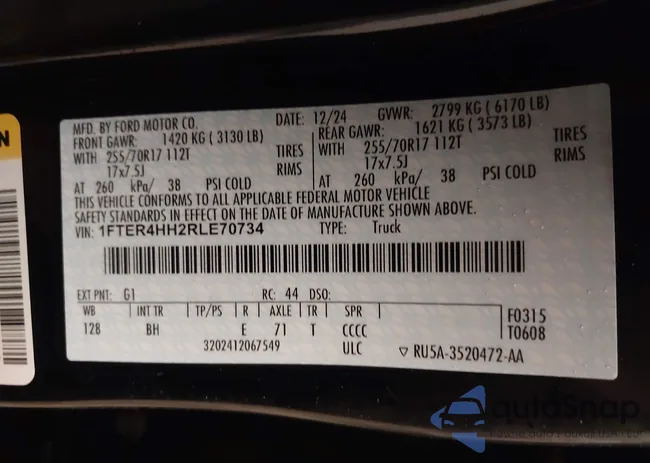 N
MFD. BY FORD MOTOR CO. DATE: 12/24 GVWR: 2799 KG ( 6170 LB)
FRONT GAWR: 1420 KG ( 3130 LB) REAR GAWR: 1621 KG ( 3573 LB)
WITH 255/70R17 112T TIRES WITH 255/70R17 112T TIRES
17x7.5J RIMS 17x7.5J RIMS
AT 260 kPa/ 38 PSI COLD AT 260 kPa/ 38 PSI COLD
THIS VEHICLE CONFORMS TO ALL APPLICABLE FEDERAL MOTOR VEHICLE
SAFETY STANDARDS IN EFFECT ON THE DATE OF MANUFACTURE SHOWN ABOVE.
VIN: 1FTER4HH2RLE70734 TYPE: Truck
EXT PNT: G1 RC: 44 DSO:
WB INT TR TP/PS R AXLE TR SPR F0315
128 BH E 71 T CCCC T0608
3202412067549 ULC ▽ RU5A-3520472-AA
autoSnap